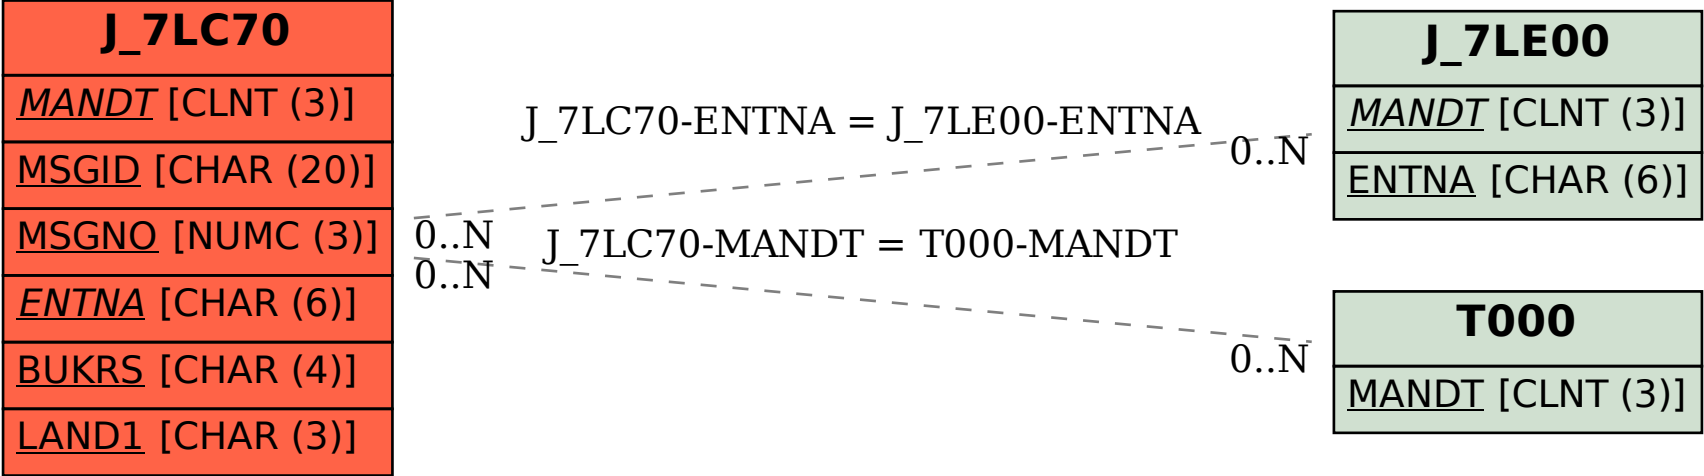 J_7LC70
MANDT [CLNT (3)]
MSGID [CHAR (20)]
MSGNO [NUMC (3)]
ENTNA [CHAR (6)]
BUKRS [CHAR (4)]
LAND1 [CHAR (3)]
J_7LC70-ENTNA = J_7LE00-ENTNA
0..N
0..N
J_7LC70-MANDT = T000-MANDT
0..N
0..N
J_7LE00
MANDT [CLNT (3)]
ENTNA [CHAR (6)]
T000
MANDT [CLNT (3)]